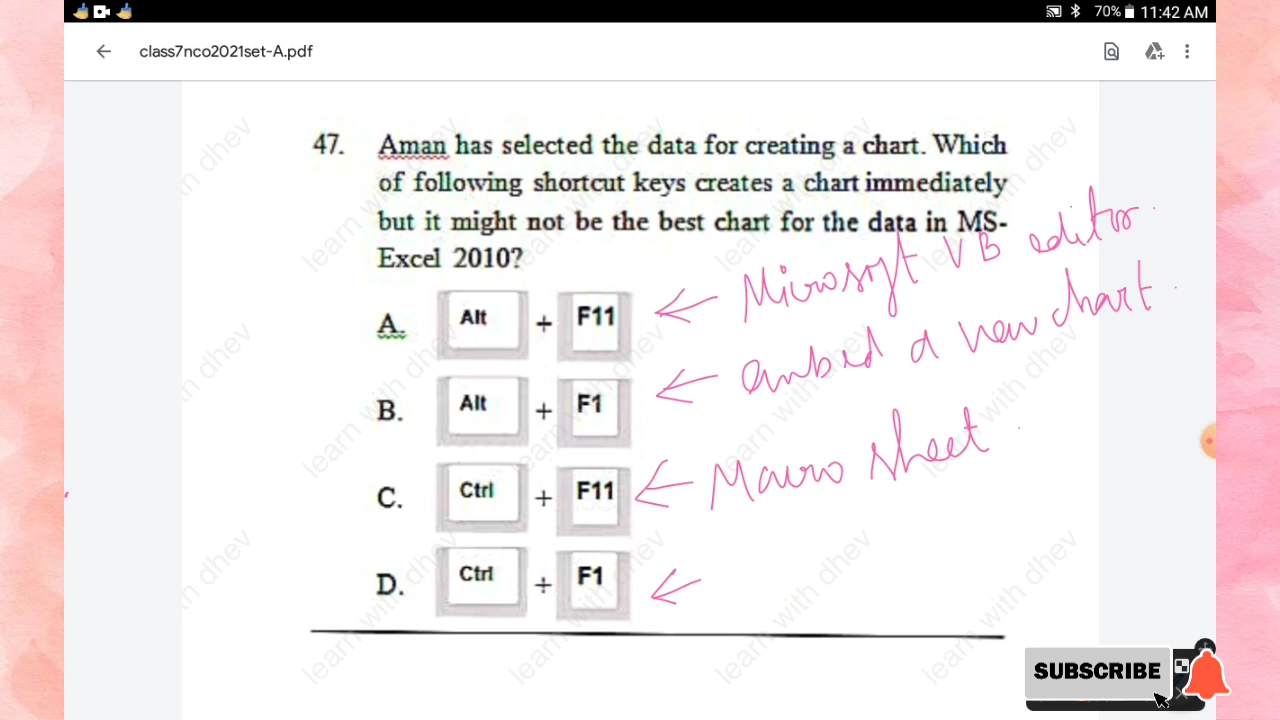 70% 11:42 AM
class7nco2021set-A.pdf
47. Aman has selected the data for creating a chart. Which
of following shortcut keys creates a chart immediately
but it might not be the best chart for the data in MS-
Excel 2010?
A. Alt + F11 ← Microsoft VB editor.
B. Alt + F1 ← Embed a new chart.
C. Ctrl + F11 ← Macro sheet.
D. Ctrl + F1 ←
learn with dhev
SUBSCRIBE